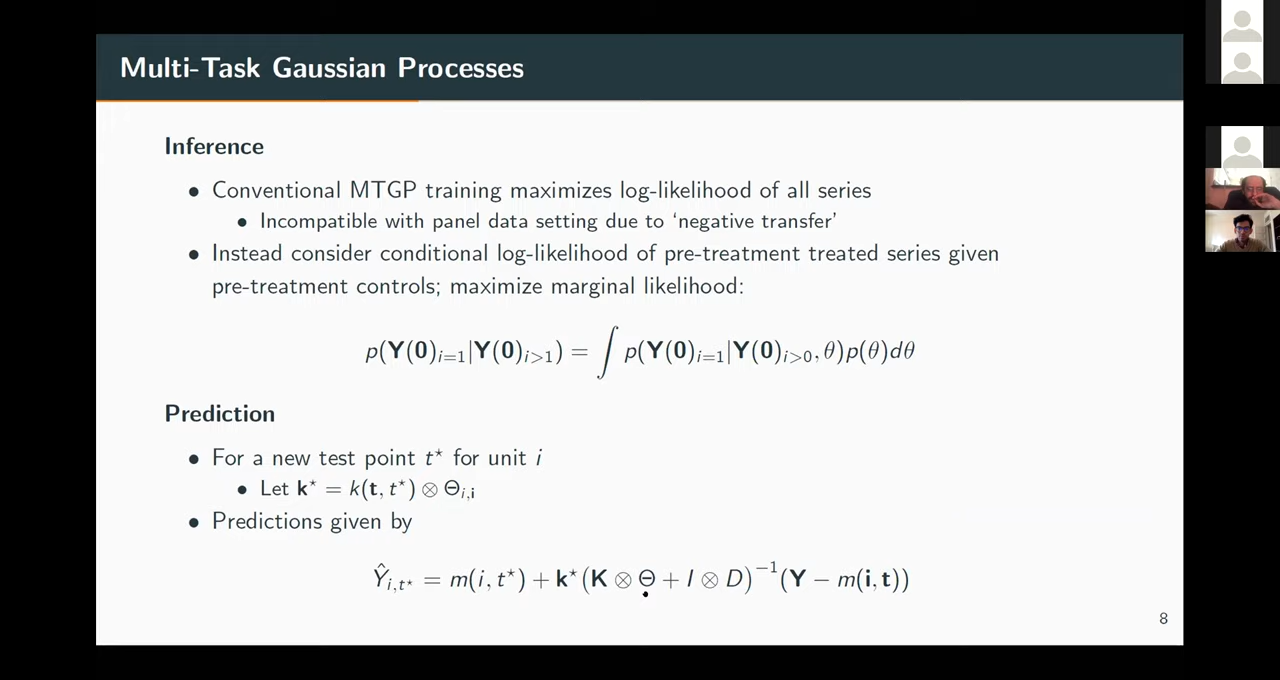 Multi-Task Gaussian Processes
Inference
• Conventional MTGP training maximizes log-likelihood of all series
• Incompatible with panel data setting due to ‘negative transfer’
• Instead consider conditional log-likelihood of pre-treatment treated series given
pre-treatment controls; maximize marginal likelihood:
p(Y(0)ᵢ₌₁|Y(0)ᵢ>₁) = ∫ p(Y(0)ᵢ₌₁|Y(0)ᵢ>₀, θ)p(θ)dθ
Prediction
• For a new test point t⋆ for unit i
• Let k⋆ = k(t, t⋆) ⊗ Θ_{i,i}
• Predictions given by
Ŷ_{i,t⋆} = m(i, t⋆) + k⋆(K ⊗ Θ + I ⊗ D)⁻¹(Y − m(i, t))
8